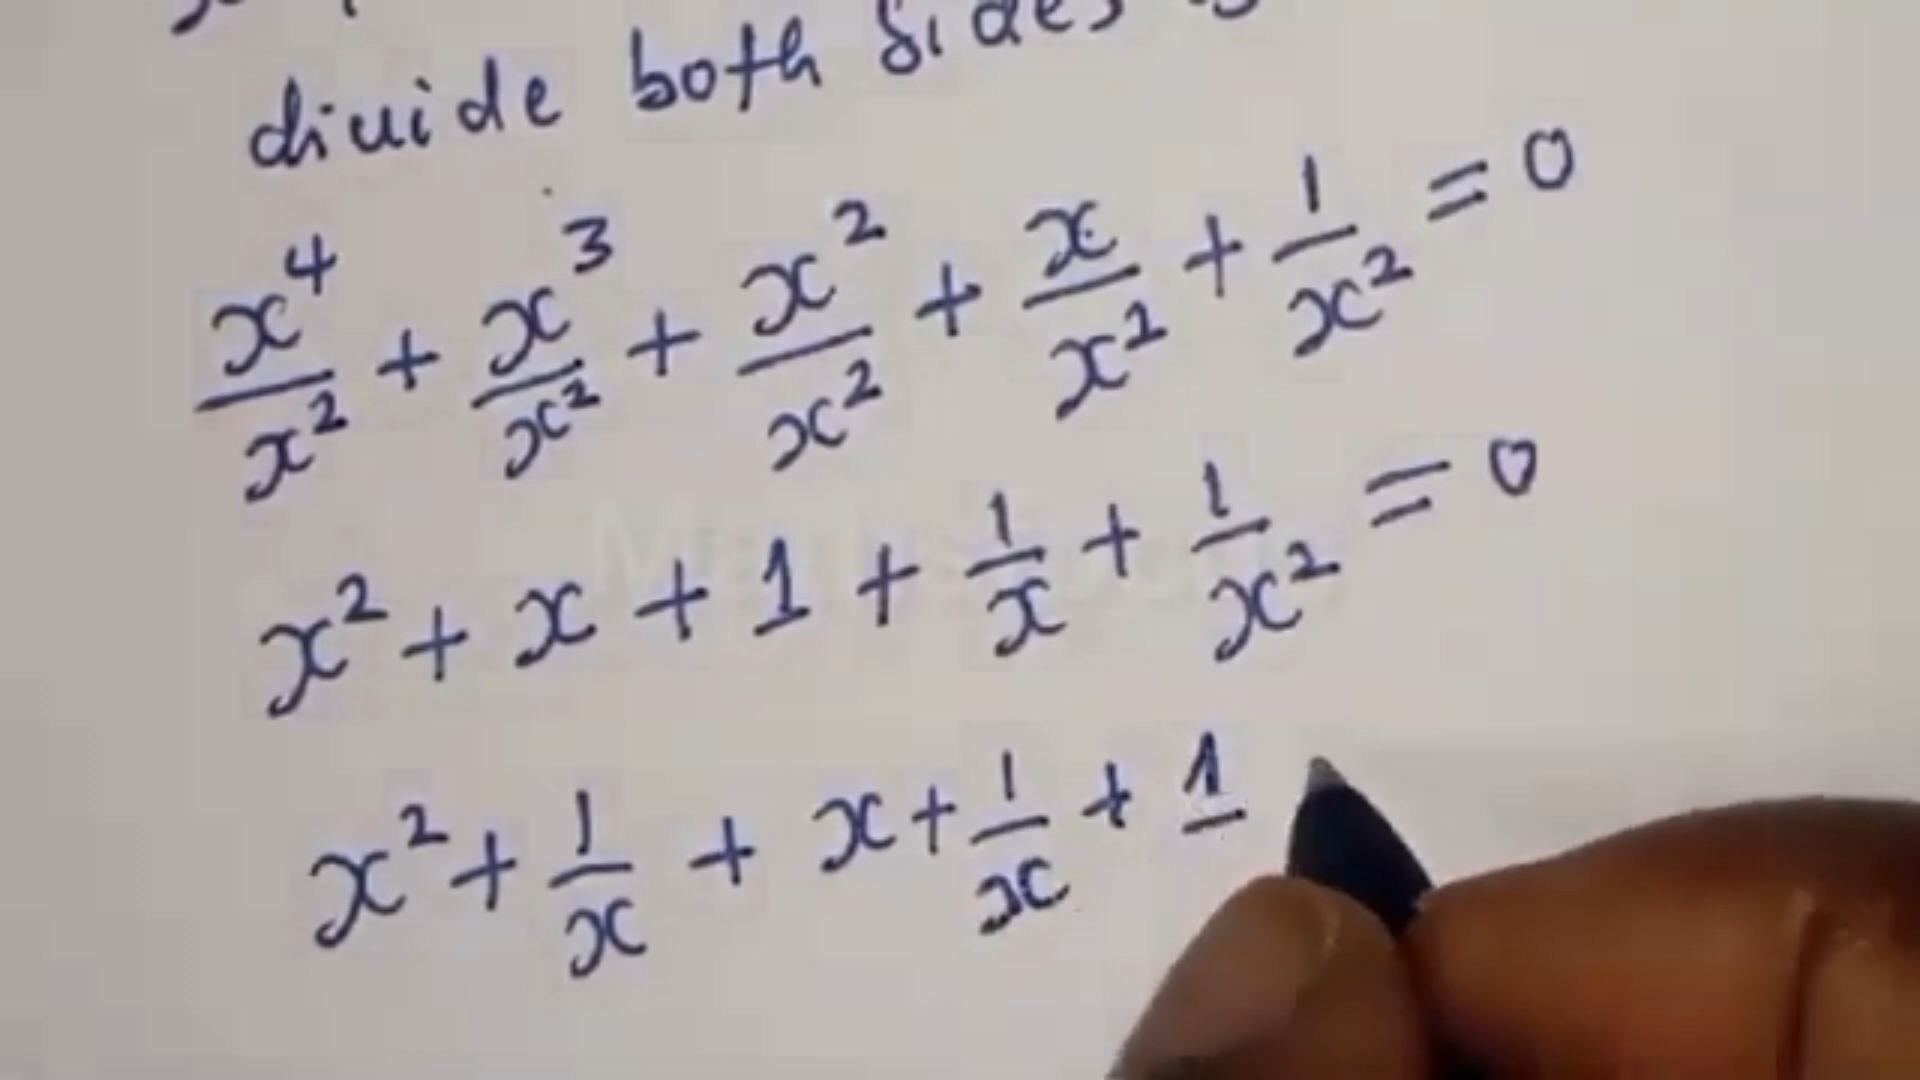 divide both sides
x⁴/x² + x³/x² + x²/x² + x/x² + 1/x² = 0
x² + x + 1 + 1/x + 1/x² = 0
x² + 1/x + x + 1/x + 1